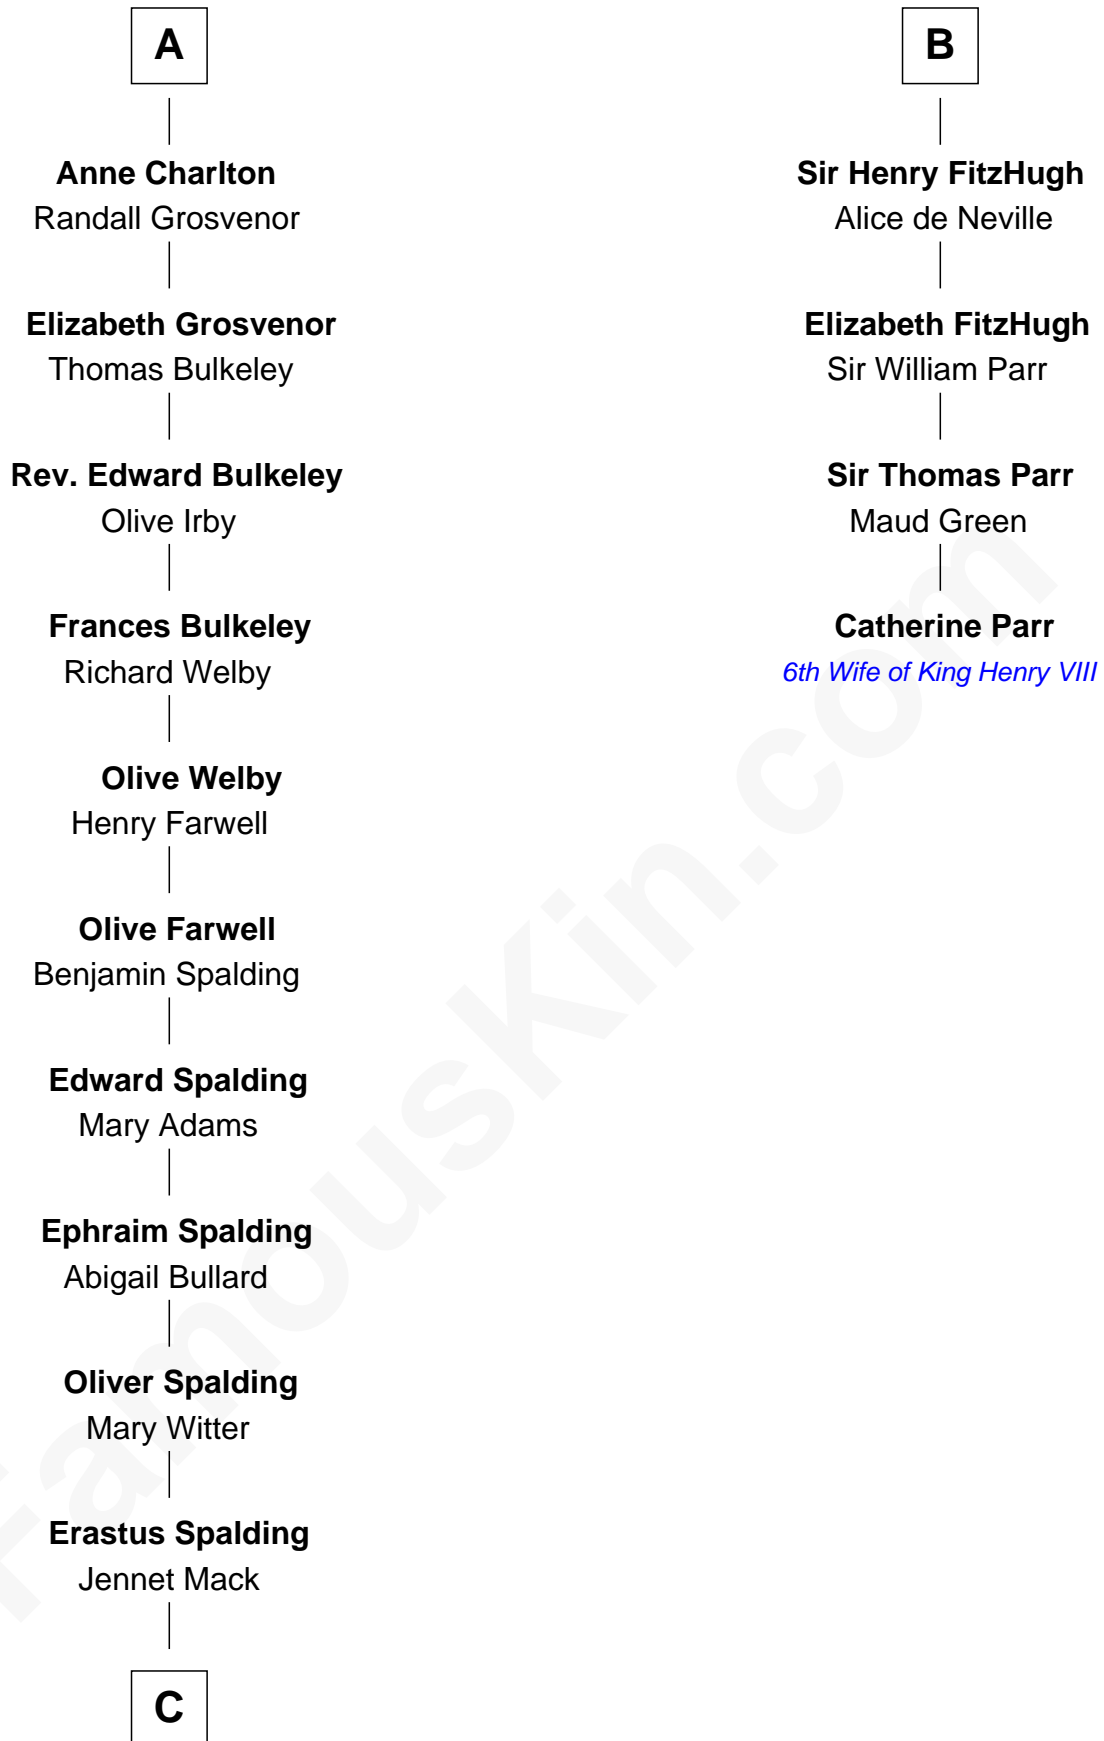 A
Anne Charlton
Randall Grosvenor
Elizabeth Grosvenor
Thomas Bulkeley
Rev. Edward Bulkeley
Olive Irby
Frances Bulkeley
Richard Welby
Olive Welby
Henry Farwell
Olive Farwell
Benjamin Spalding
Edward Spalding
Mary Adams
Ephraim Spalding
Abigail Bullard
Oliver Spalding
Mary Witter
Erastus Spalding
Jennet Mack
C
B
Sir Henry FitzHugh
Alice de Neville
Elizabeth FitzHugh
Sir William Parr
Sir Thomas Parr
Maud Green
Catherine Parr
6th Wife of King Henry VIII
FamousKin.com